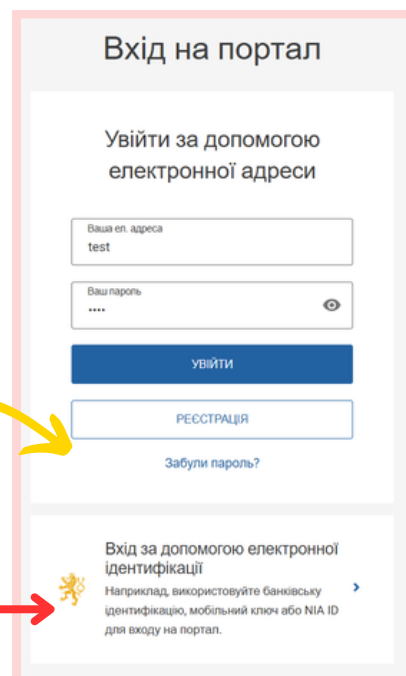 Вхід на портал
Увійти за допомогою
електронної адреси
Ваша ел. адреса
test
Ваш пароль
••••
УВІЙТИ
РЕЄСТРАЦІЯ
Забули пароль?
Вхід за допомогою електронної
ідентифікації
Наприклад, використовуйте банківську
ідентифікацію, мобільний ключ або NIA ID
для входу на портал.